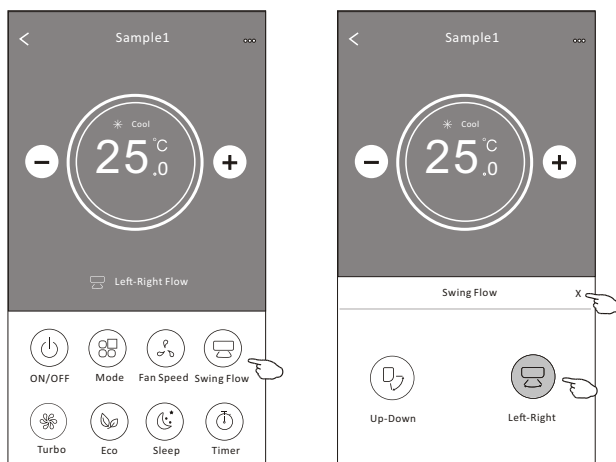 Sample1
Cool
25.0°C
Left-Right Flow
ON/OFF Mode Fan Speed Swing Flow
Turbo Eco Sleep Timer
Sample1
Cool
25.0°C
Swing Flow X
Up-Down Left-Right